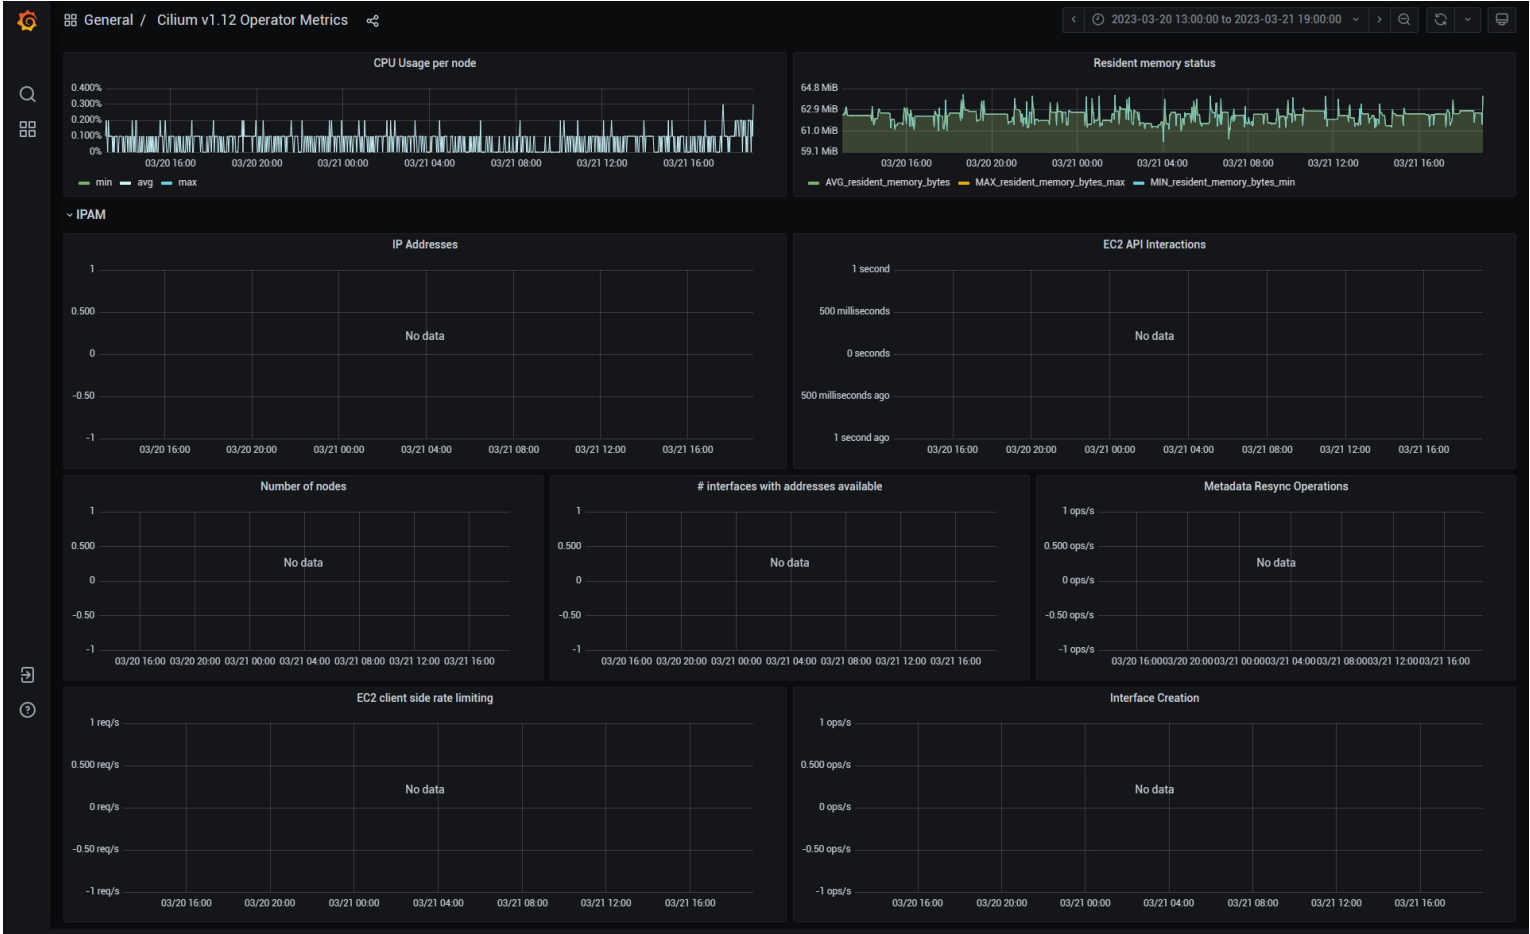 General / Cilium v1.12 Operator Metrics
2023-03-20 13:00:00 to 2023-03-21 19:00:00
CPU Usage per node
0.400%
0.300%
0.200%
0.100%
0%
03/20 16:00 03/20 20:00 03/21 00:00 03/21 04:00 03/21 08:00 03/21 12:00 03/21 16:00
min avg max
Resident memory status
64.8 MiB
62.9 MiB
61.0 MiB
59.1 MiB
03/20 16:00 03/20 20:00 03/21 00:00 03/21 04:00 03/21 08:00 03/21 12:00 03/21 16:00
AVG_resident_memory_bytes MAX_resident_memory_bytes_max MIN_resident_memory_bytes_min
IPAM
IP Addresses
1
0.500
0
-0.50
-1
No data
03/20 16:00 03/20 20:00 03/21 00:00 03/21 04:00 03/21 08:00 03/21 12:00 03/21 16:00
EC2 API Interactions
1 second
500 milliseconds
0 seconds
500 milliseconds ago
1 second ago
No data
03/20 16:00 03/20 20:00 03/21 00:00 03/21 04:00 03/21 08:00 03/21 12:00 03/21 16:00
Number of nodes
1
0.500
0
-0.50
-1
No data
03/20 16:00 03/20 20:00 03/21 00:00 03/21 04:00 03/21 08:00 03/21 12:00 03/21 16:00
# interfaces with addresses available
1
0.500
0
-0.50
-1
No data
03/20 16:00 03/20 20:00 03/21 00:00 03/21 04:00 03/21 08:00 03/21 12:00 03/21 16:00
Metadata Resync Operations
1 ops/s
0.500 ops/s
0 ops/s
-0.50 ops/s
-1 ops/s
No data
03/20 16:00 03/20 20:00 03/21 00:00 03/21 04:00 03/21 08:00 03/21 12:00 03/21 16:00
EC2 client side rate limiting
1 req/s
0.500 req/s
0 req/s
-0.50 req/s
-1 req/s
No data
03/20 16:00 03/20 20:00 03/21 00:00 03/21 04:00 03/21 08:00 03/21 12:00 03/21 16:00
Interface Creation
1 ops/s
0.500 ops/s
0 ops/s
-0.50 ops/s
-1 ops/s
No data
03/20 16:00 03/20 20:00 03/21 00:00 03/21 04:00 03/21 08:00 03/21 12:00 03/21 16:00